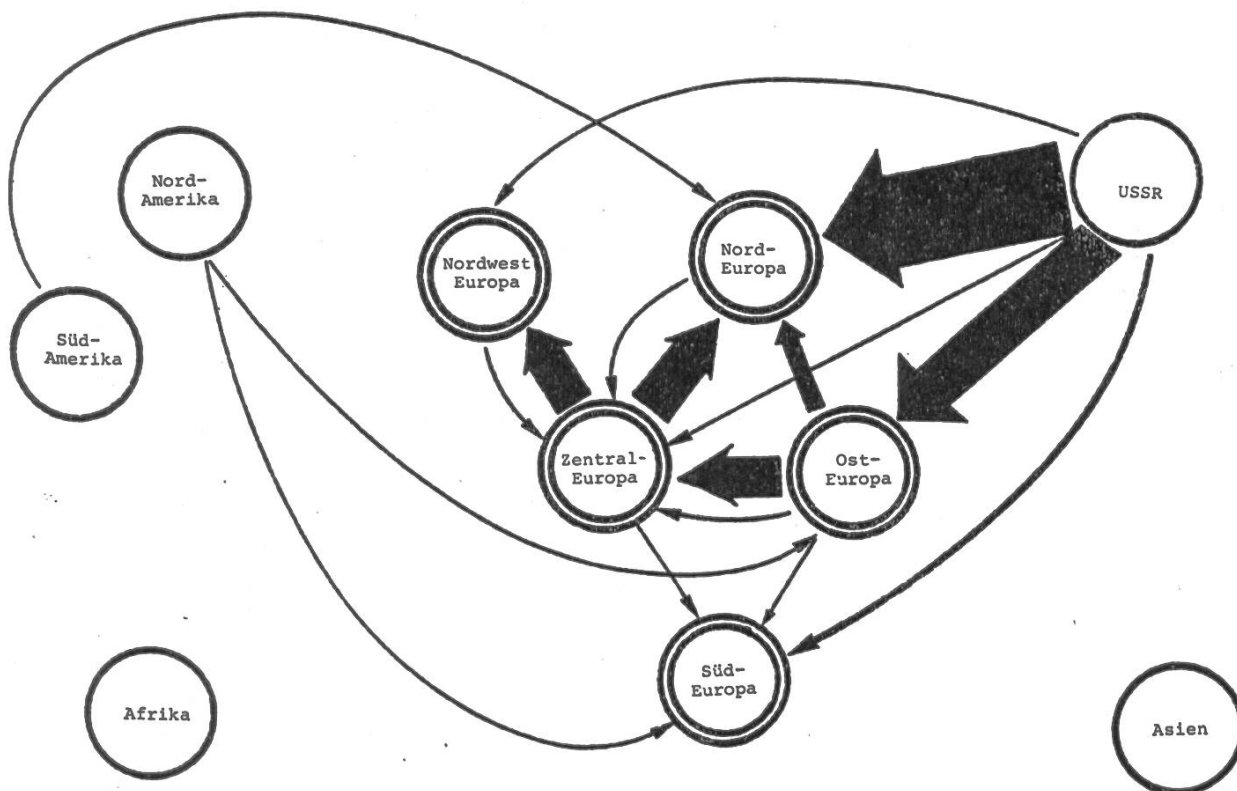 Nord-
Amerika
USSR
Nordwest
Europa
Nord-
Europa
Süd-
Amerika
Zentral-
Europa
Ost-
Europa
Süd-
Europa
Afrika
Asien